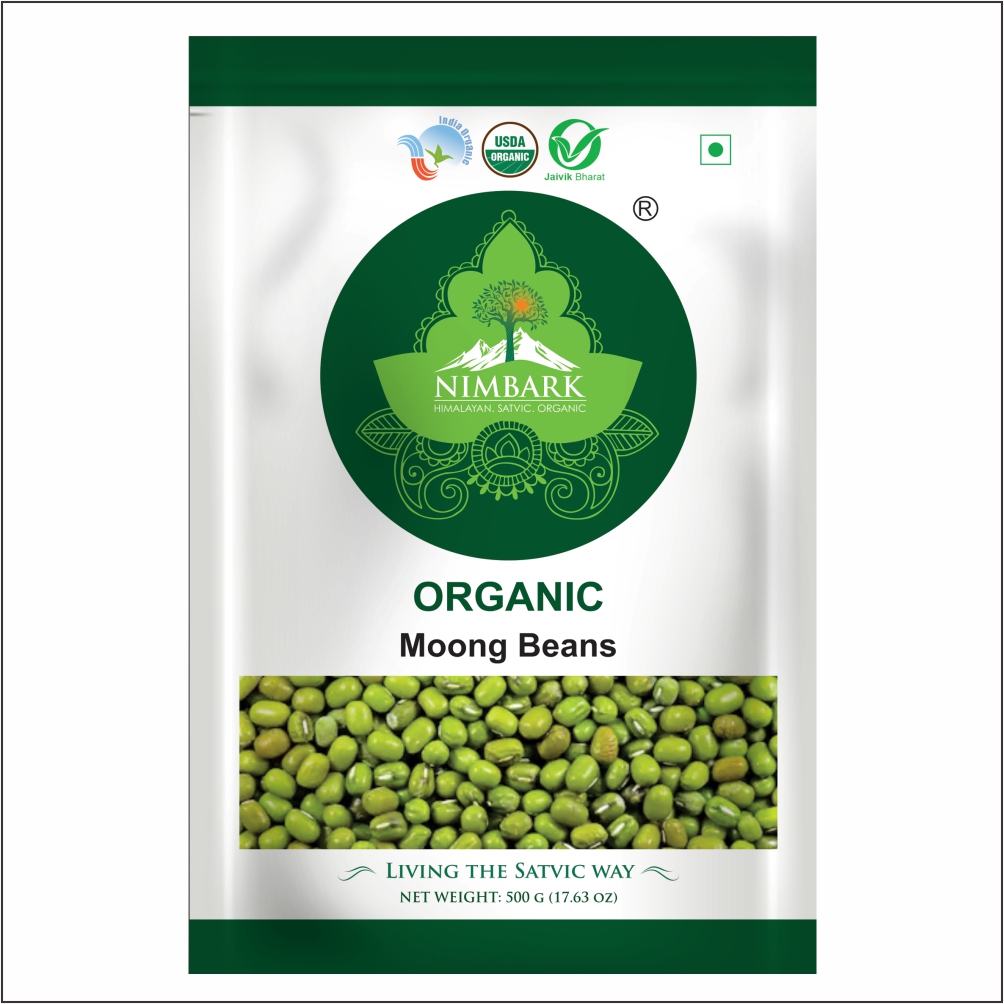 India Organic
USDA
ORGANIC
Jaivik Bharat
®
NIMBARK
HIMALAYAN. SATVIC. ORGANIC
ORGANIC
Moong Beans
LIVING THE SATVIC WAY
NET WEIGHT: 500 G (17.63 OZ)